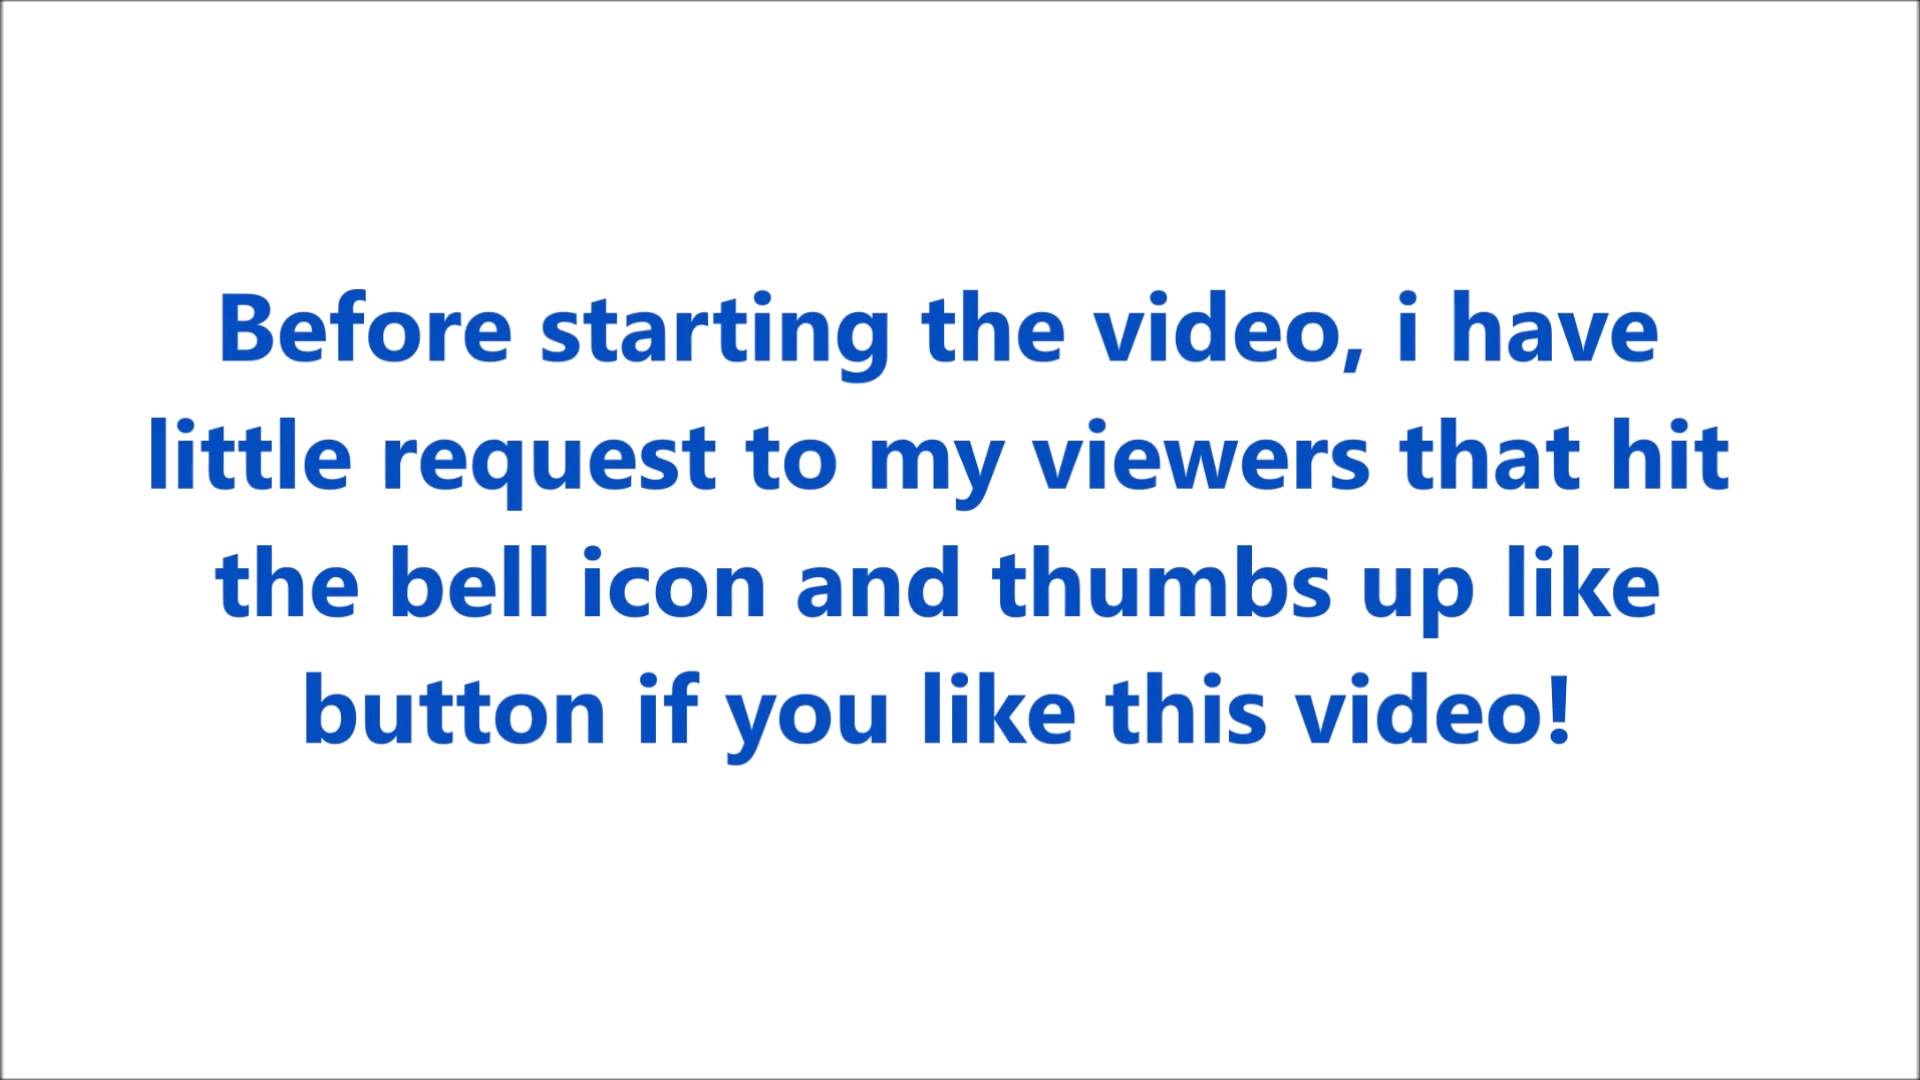 Before starting the video, i have
little request to my viewers that hit
the bell icon and thumbs up like
button if you like this video!